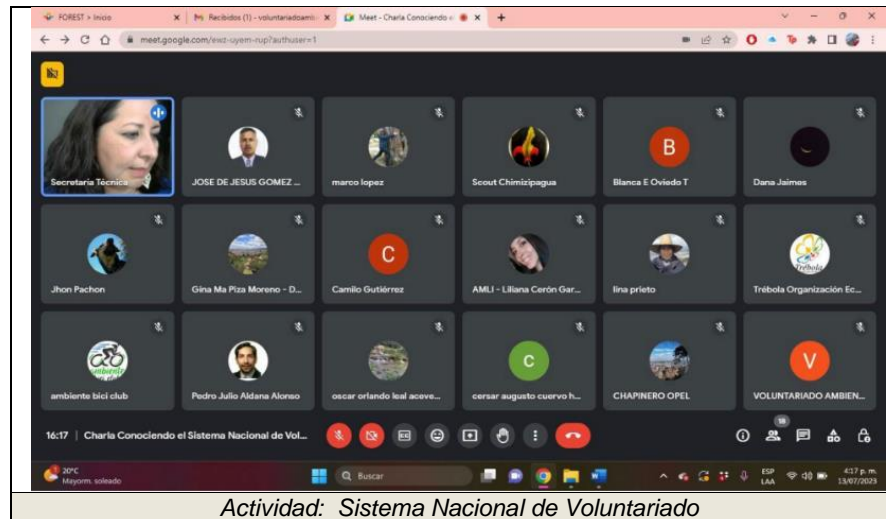 FOREST > Inicio
Recibidos (1) - voluntariadoambi
Meet - Charla Conociendo e
meet.google.com/ewz-uyem-rup?authuser=1
Secretaria Técnica
JOSE DE JESUS GOMEZ ...
marco lopez
Scout Chimizipagua
B
Blanca E Oviedo T
Dana Jaimes
Jhon Pachon
Gina Ma Piza Moreno - D...
C
Camilo Gutiérrez
AMLI - Liliana Cerón Gar...
lina prieto
Trébola
Trébola Organización Ec...
ambiente
ambiente bici club
Pedro Julio Aldana Alonso
oscar orlando leal aceve...
c
cersar augusto cuervo h...
CHAPINERO OPEL
V
VOLUNTARIADO AMBIEN...
16:17 | Charla Conociendo el Sistema Nacional de Vol...
18
20°C
Mayorm. soleado
Buscar
ESP
LAA
4:17 p. m.
13/07/2023
Actividad: Sistema Nacional de Voluntariado